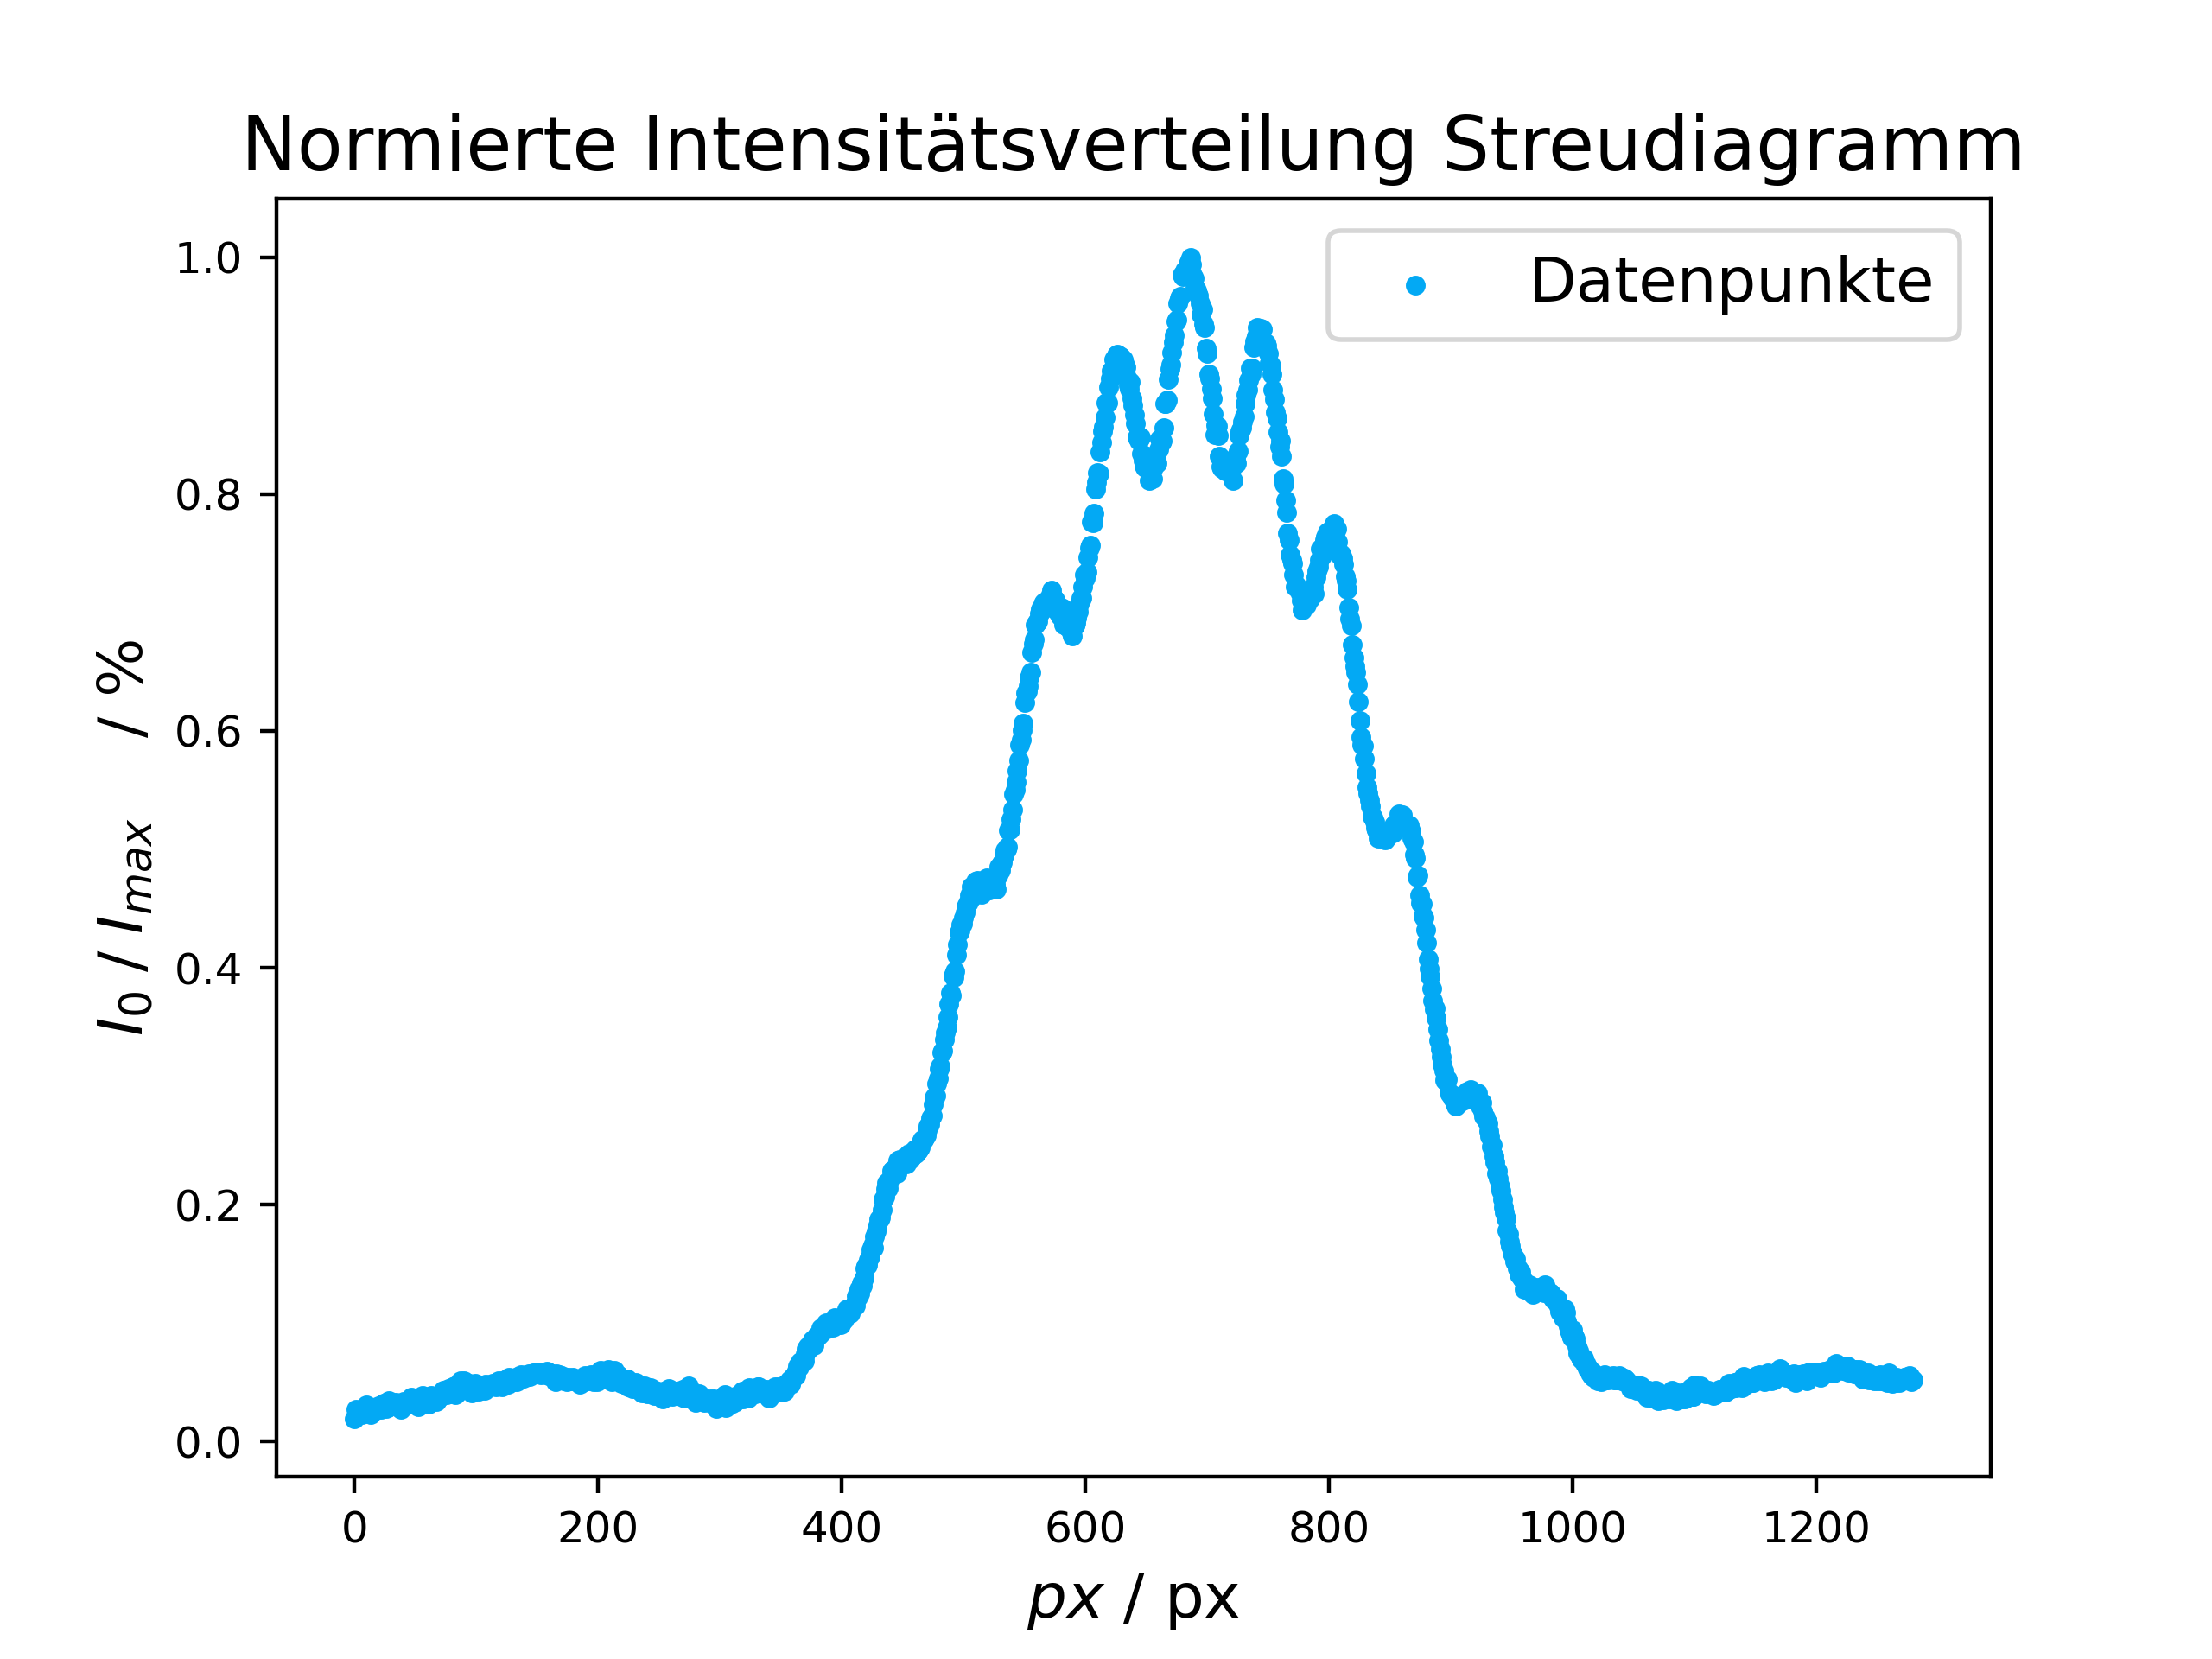 Normierte Intensitätsverteilung Streudiagramm
Datenpunkte
1.0
0.8
0.6
0.4
0.2
0.0
I₀ / Iₘₐₓ / %
0 200 400 600 800 1000 1200
px / px